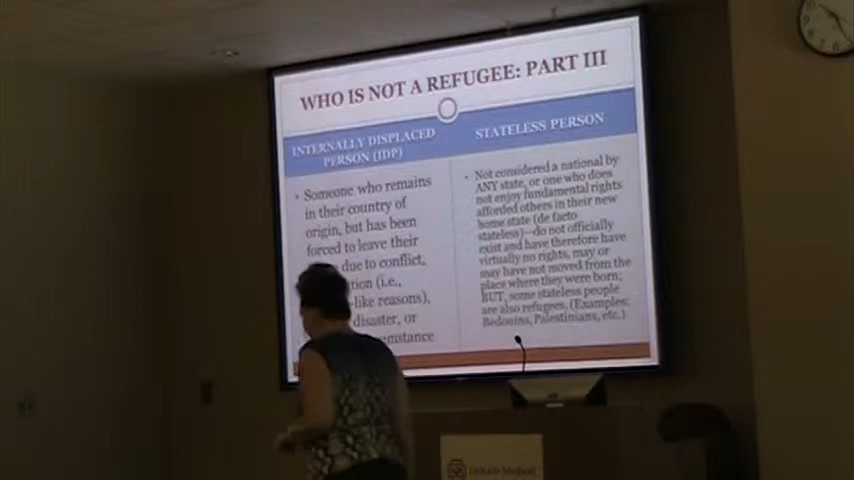 WHO IS NOT A REFUGEE: PART III
INTERNALLY DISPLACED
PERSON (IDP)
• Someone who remains
in their country of
origin, but has been
forced to leave their
due to conflict,
(i.e.,
-like reasons),
disaster, or
STATELESS PERSON
• Not considered a national by
ANY state, or one who does
not enjoy fundamental rights
afforded others in their new
home state (de facto
stateless)—do not officially
exist and have therefore have
virtually no rights, may or
may have not moved from the
place where they were born;
BUT, some stateless people
are also refugees. (Examples:
Bedouins, Palestinians, etc.)
Medical